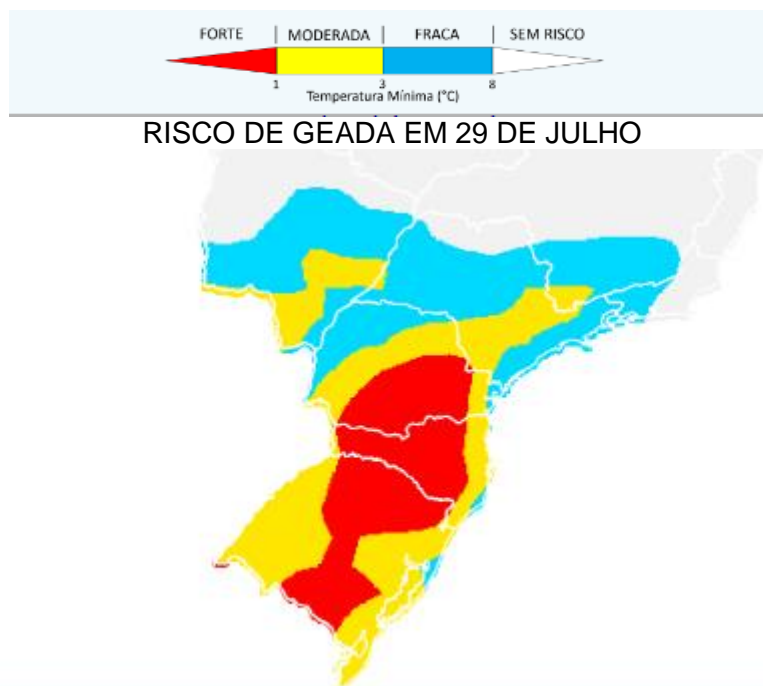 FORTE | MODERADA | FRACA | SEM RISCO
1 3 8
Temperatura Mínima (°C)
RISCO DE GEADA EM 29 DE JULHO